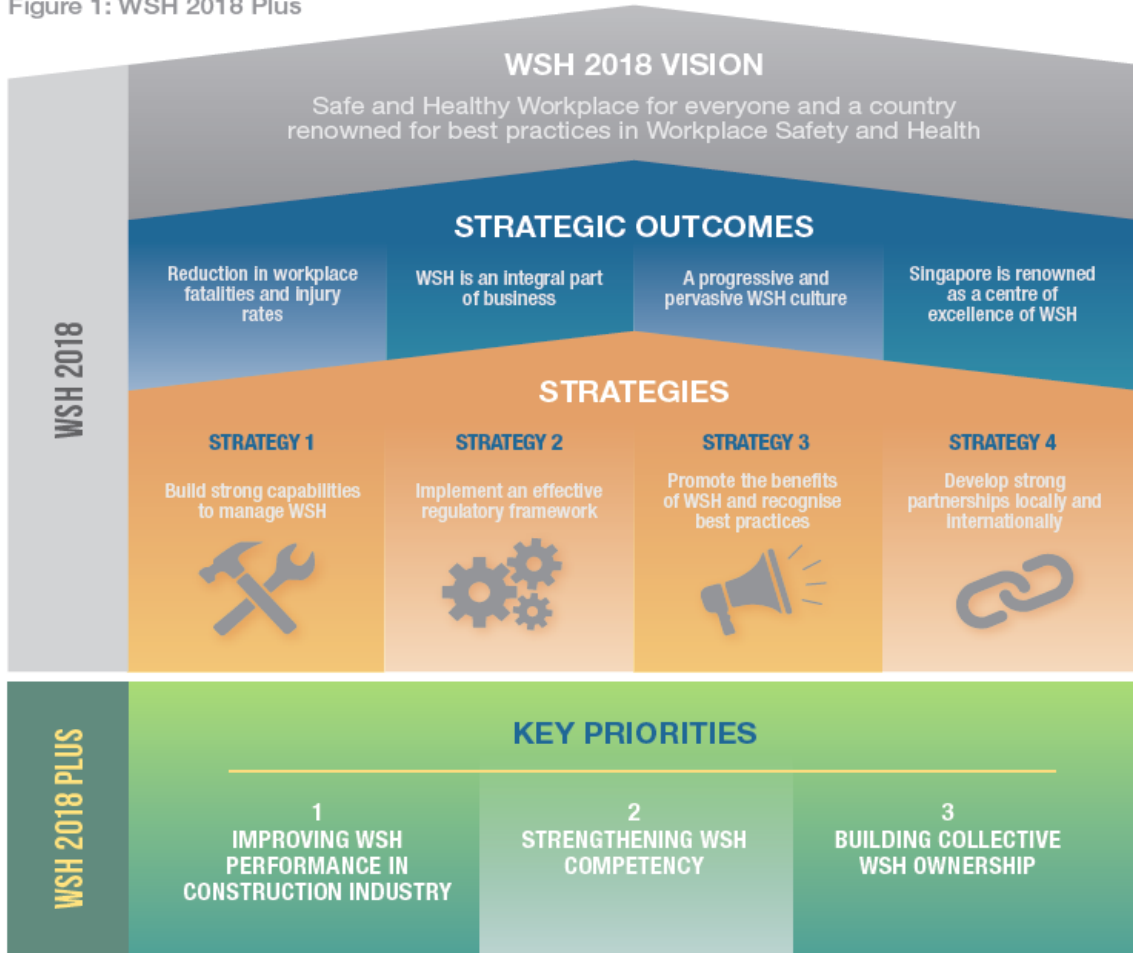 Figure 1: WSH 2018 Plus
WSH 2018 VISION
Safe and Healthy Workplace for everyone and a country
renowned for best practices in Workplace Safety and Health
WSH 2018
STRATEGIC OUTCOMES
Reduction in workplace
fatalities and injury
rates
WSH is an integral part
of business
A progressive and
pervasive WSH culture
Singapore is renowned
as a centre of
excellence of WSH
STRATEGIES
STRATEGY 1
Build strong capabilities
to manage WSH
STRATEGY 2
Implement an effective
regulatory framework
STRATEGY 3
Promote the benefits
of WSH and recognise
best practices
STRATEGY 4
Develop strong
partnerships locally and
internationally
WSH 2018 PLUS
KEY PRIORITIES
1
IMPROVING WSH
PERFORMANCE IN
CONSTRUCTION INDUSTRY
2
STRENGTHENING WSH
COMPETENCY
3
BUILDING COLLECTIVE
WSH OWNERSHIP